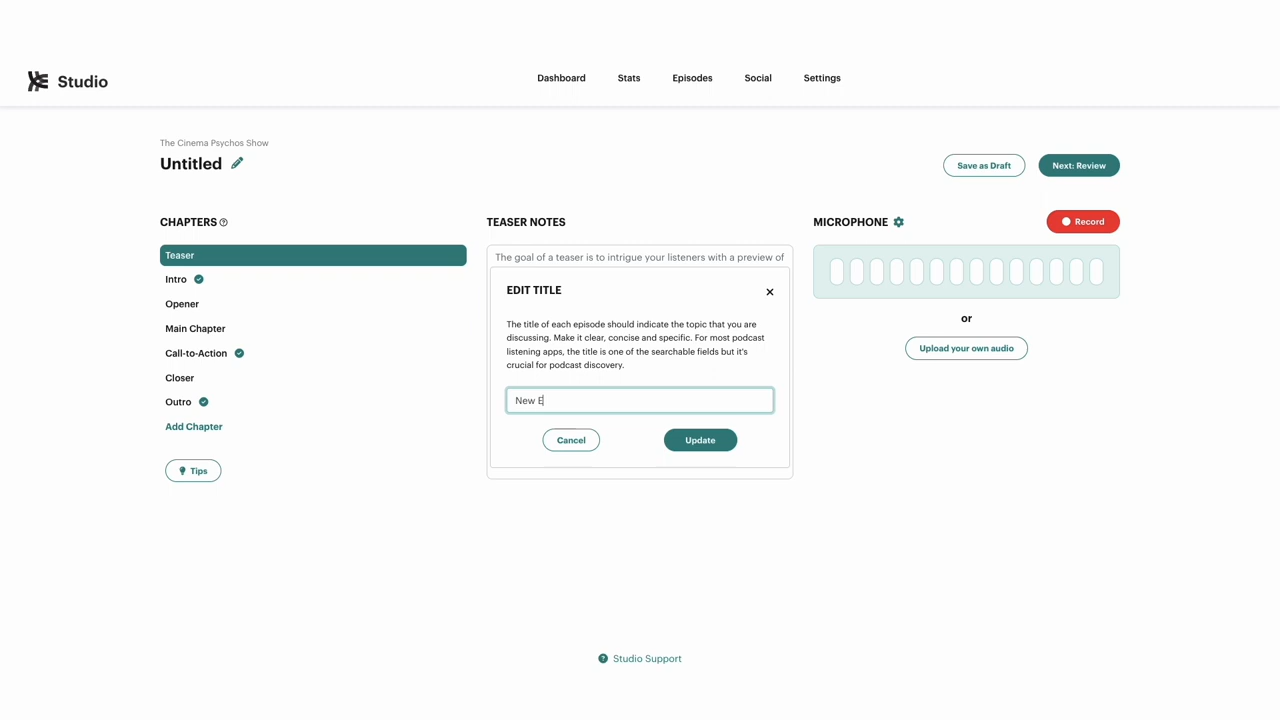 Studio
Dashboard Stats Episodes Social Settings
The Cinema Psychos Show
Untitled
Save as Draft Next: Review
CHAPTERS
Teaser
Intro
Opener
Main Chapter
Call-to-Action
Closer
Outro
Add Chapter
Tips
TEASER NOTES
The goal of a teaser is to intrigue your listeners with a preview of
EDIT TITLE
The title of each episode should indicate the topic that you are
discussing. Make it clear, concise and specific. For most podcast
listening apps, the title is one of the searchable fields but it's
crucial for podcast discovery.
New E
Cancel Update
MICROPHONE
Record
or
Upload your own audio
Studio Support